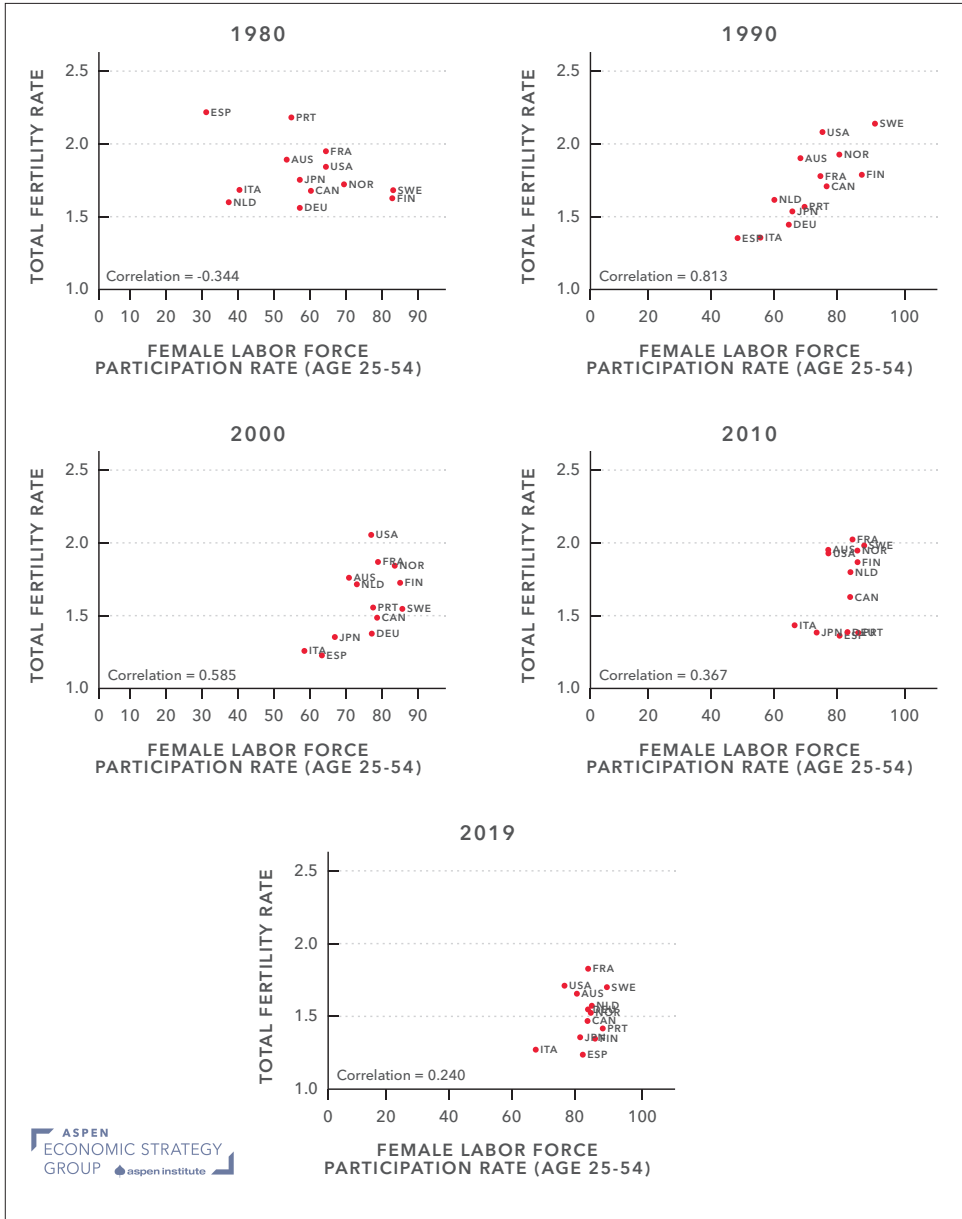 1980
TOTAL FERTILITY RATE
2.5
2.0
1.5
1.0
ESP
PRT
FRA
AUS
USA
JPN
NOR
ITA
CAN
SWE
NLD
FIN
DEU
Correlation = -0.344
0 10 20 30 40 50 60 70 80 90
FEMALE LABOR FORCE
PARTICIPATION RATE (AGE 25-54)
1990
TOTAL FERTILITY RATE
2.5
2.0
1.5
1.0
SWE
USA
NOR
AUS
FRA
FIN
CAN
NLD
PRT
JPN
DEU
ESP
ITA
Correlation = 0.813
0 20 40 60 80 100
FEMALE LABOR FORCE
PARTICIPATION RATE (AGE 25-54)
2000
TOTAL FERTILITY RATE
2.5
2.0
1.5
1.0
USA
FRA
NOR
AUS
NLD
FIN
PRT
SWE
CAN
DEU
JPN
ITA
ESP
Correlation = 0.585
0 10 20 30 40 50 60 70 80 90
FEMALE LABOR FORCE
PARTICIPATION RATE (AGE 25-54)
2010
TOTAL FERTILITY RATE
2.5
2.0
1.5
1.0
FRA
SWE
AUS
NOR
USA
FIN
NLD
CAN
ITA
JPN
DEU
PRT
ESP
Correlation = 0.367
0 20 40 60 80 100
FEMALE LABOR FORCE
PARTICIPATION RATE (AGE 25-54)
2019
TOTAL FERTILITY RATE
2.5
2.0
1.5
1.0
FRA
USA
SWE
AUS
NLD
DEU
NOR
CAN
PRT
JPN
FIN
ITA
ESP
Correlation = 0.240
0 20 40 60 80 100
FEMALE LABOR FORCE
PARTICIPATION RATE (AGE 25-54)
ASPEN
ECONOMIC STRATEGY
GROUP aspen institute